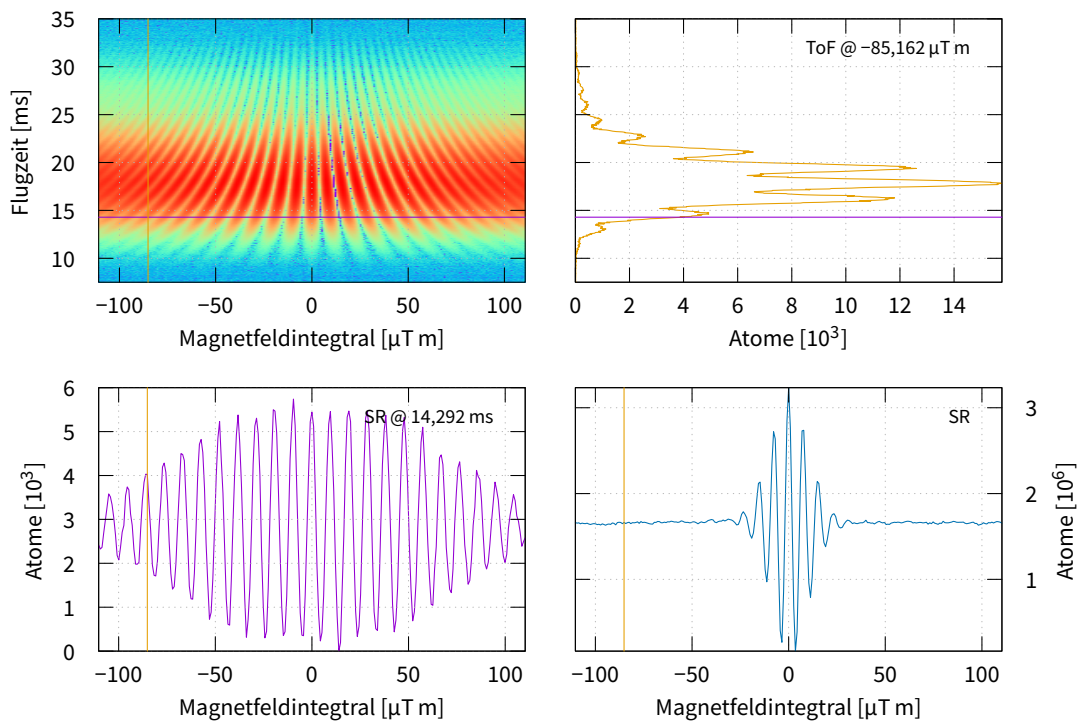 35
30
25
20
15
10
Flugzeit [ms]
−100 −50 0 50 100
Magnetfeldintegtral [µT m]
ToF @ −85,162 µT m
0 2 4 6 8 10 12 14
Atome [10³]
6
5
4
3
2
1
0
Atome [10³]
SR @ 14,292 ms
−100 −50 0 50 100
Magnetfeldintegtral [µT m]
SR
3
2
1
Atome [10⁶]
−100 −50 0 50 100
Magnetfeldintegtral [µT m]